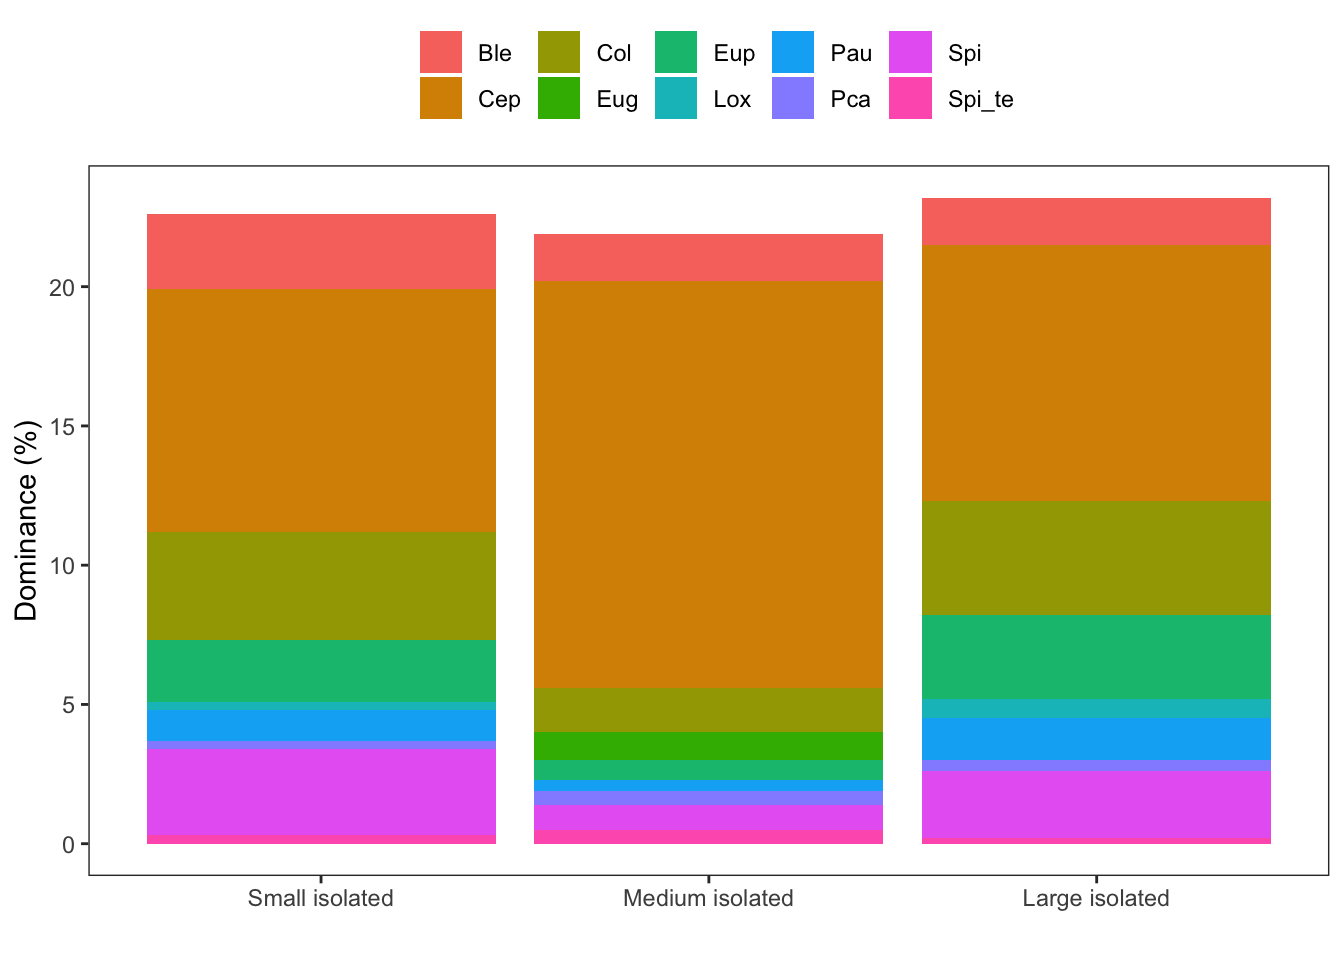 Ble Col Eup Pau Spi
Cep Eug Lox Pca Spi_te
Dominance (%)
20
15
10
5
0
Small isolated Medium isolated Large isolated